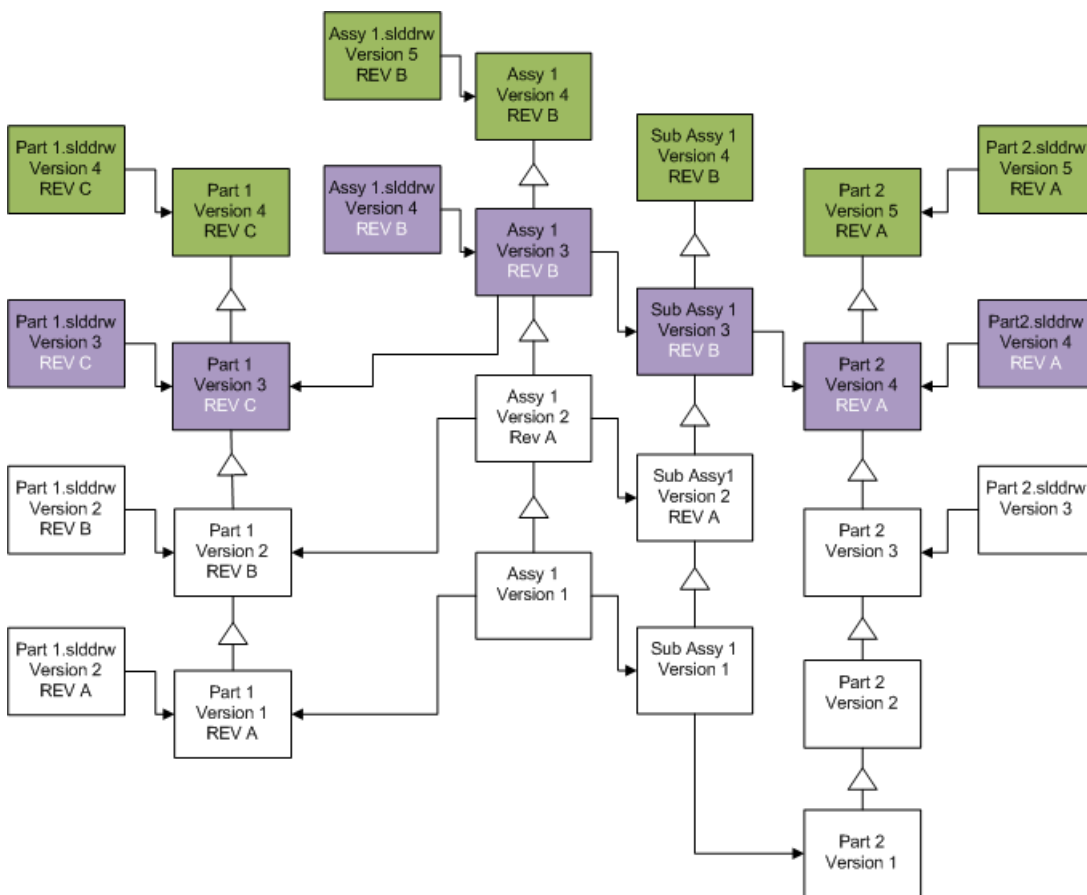 Assy 1.slddrw
Version 5
REV B
Assy 1
Version 4
REV B
Part 1.slddrw
Version 4
REV C
Part 1
Version 4
REV C
Assy 1.slddrw
Version 4
REV B
Assy 1
Version 3
REV B
Sub Assy 1
Version 4
REV B
Part 2
Version 5
REV A
Part 2.slddrw
Version 5
REV A
Part 1.slddrw
Version 3
REV C
Part 1
Version 3
REV C
Sub Assy 1
Version 3
REV B
Part 2
Version 4
REV A
Part2.slddrw
Version 4
REV A
Assy 1
Version 2
Rev A
Part 1.slddrw
Version 2
REV B
Part 1
Version 2
REV B
Sub Assy1
Version 2
REV A
Part 2
Version 3
Part 2.slddrw
Version 3
Assy 1
Version 1
Part 1.slddrw
Version 2
REV A
Part 1
Version 1
REV A
Sub Assy 1
Version 1
Part 2
Version 2
Part 2
Version 1